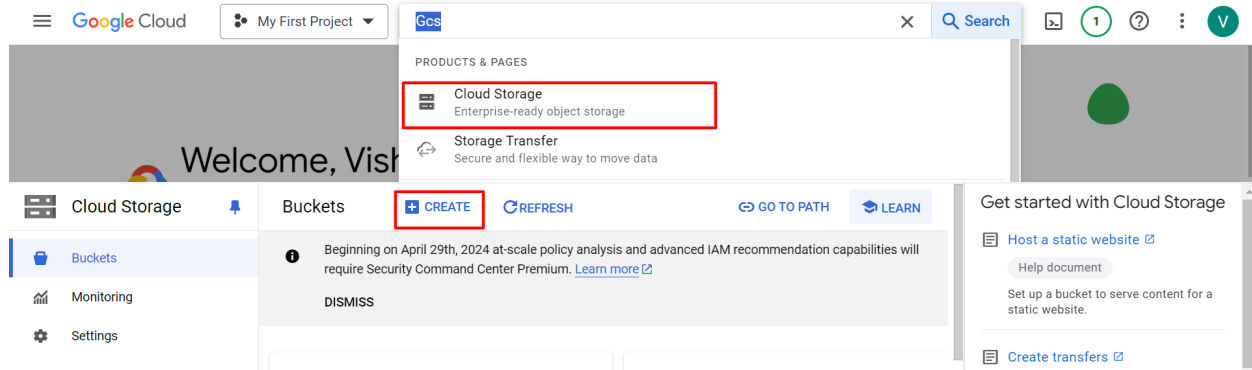 Google Cloud
My First Project
Gcs
Search
1
V
PRODUCTS & PAGES
Cloud Storage
Enterprise-ready object storage
Storage Transfer
Secure and flexible way to move data
Welcome, Vish
Cloud Storage
Buckets
Monitoring
Settings
Buckets
CREATE
REFRESH
GO TO PATH
LEARN
Beginning on April 29th, 2024 at-scale policy analysis and advanced IAM recommendation capabilities will
require Security Command Center Premium. Learn more
DISMISS
Get started with Cloud Storage
Host a static website
Help document
Set up a bucket to serve content for a
static website.
Create transfers